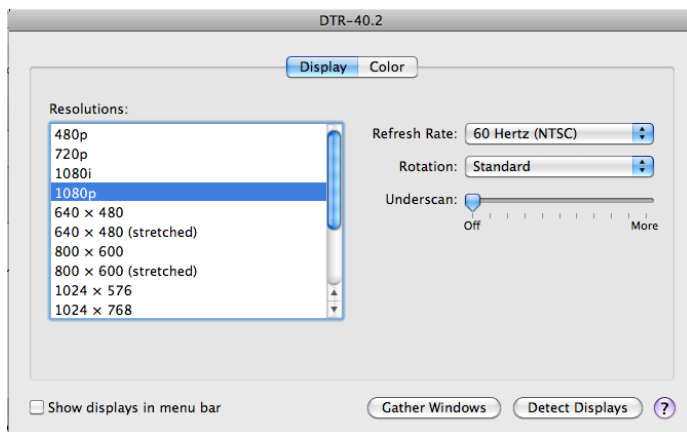 DTR-40.2
Display Color
Resolutions:
480p
720p
1080i
1080p
640 × 480
640 × 480 (stretched)
800 × 600
800 × 600 (stretched)
1024 × 576
1024 × 768
Refresh Rate: 60 Hertz (NTSC)
Rotation: Standard
Underscan:
Off More
Show displays in menu bar Gather Windows Detect Displays ?